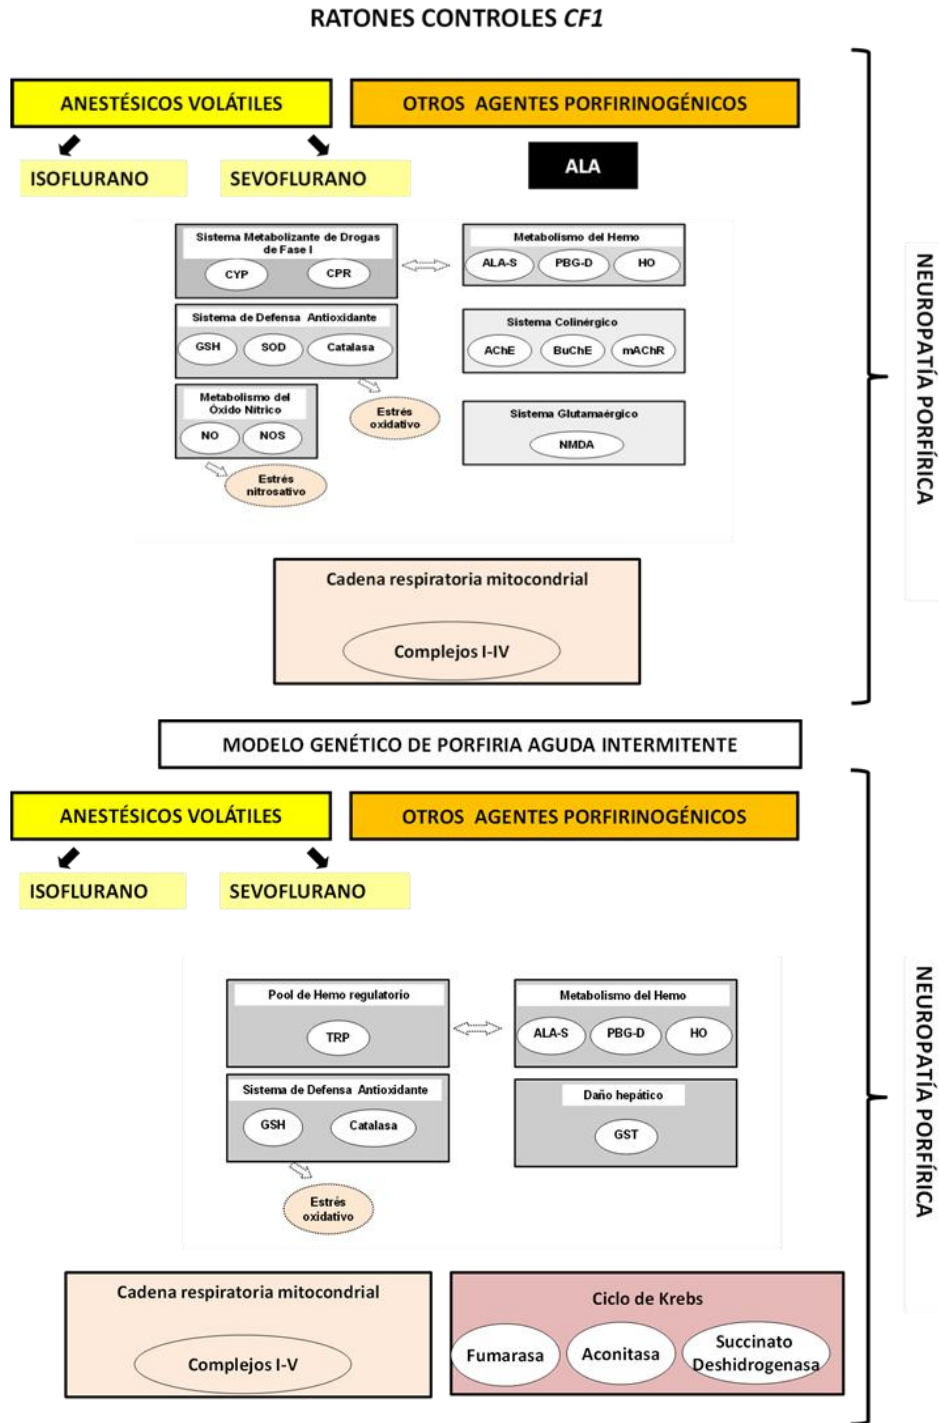 RATONES CONTROLES CF1
ANESTÉSICOS VOLÁTILES
OTROS AGENTES PORFIRINOGÉNICOS
ISOFLURANO
SEVOFLURANO
ALA
Sistema Metabolizante de Drogas
de Fase I
CYP
CPR
Metabolismo del Hemo
ALA-S
PBG-D
HO
Sistema de Defensa Antioxidante
GSH
SOD
Catalasa
Sistema Colinérgico
AChE
BuChE
mAChR
Estrés
oxidativo
Metabolismo del
Óxido Nítrico
NO
NOS
Sistema Glutamaérgico
NMDA
Estrés
nitrosativo
Cadena respiratoria mitocondrial
Complejos I-IV
NEUROPATÍA PORFÍRICA
MODELO GENÉTICO DE PORFIRIA AGUDA INTERMITENTE
ANESTÉSICOS VOLÁTILES
OTROS AGENTES PORFIRINOGÉNICOS
ISOFLURANO
SEVOFLURANO
Pool de Hemo regulatorio
TRP
Metabolismo del Hemo
ALA-S
PBG-D
HO
Sistema de Defensa Antioxidante
GSH
Catalasa
Daño hepático
GST
Estrés
oxidativo
Cadena respiratoria mitocondrial
Complejos I-V
Ciclo de Krebs
Fumarasa
Aconitasa
Succinato
Deshidrogenasa
NEUROPATÍA PORFÍRICA